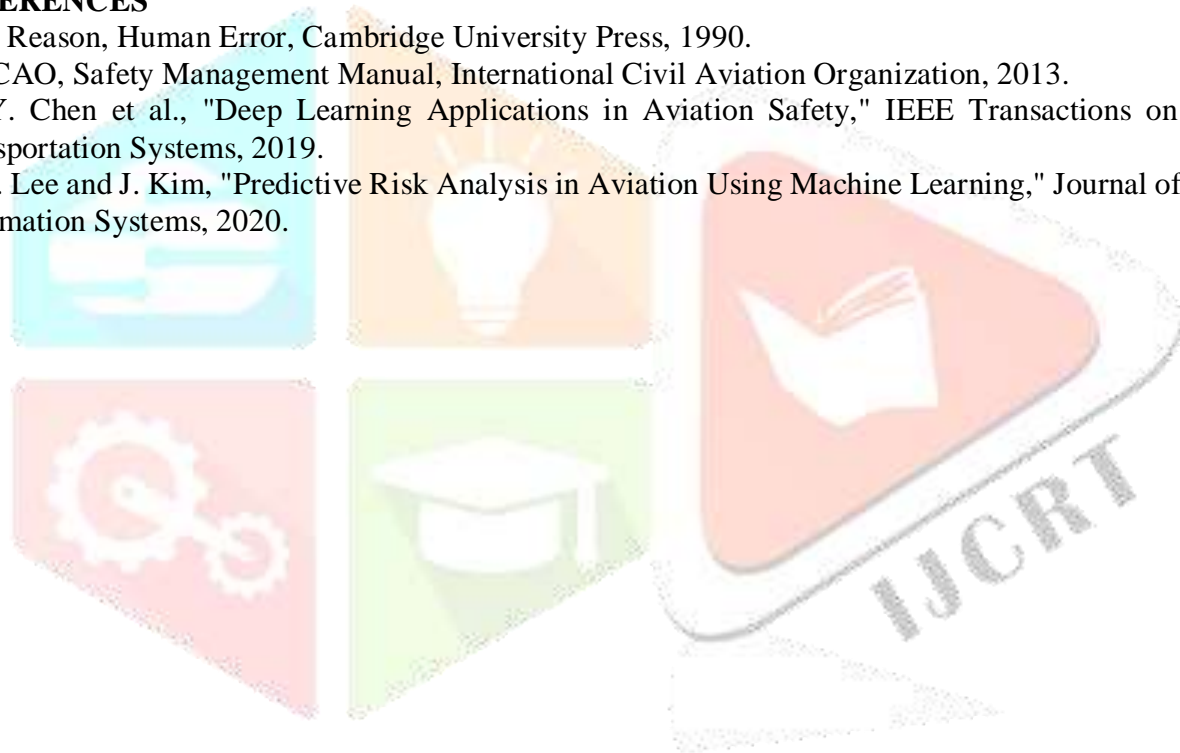 ERENCES
Reason, Human Error, Cambridge University Press, 1990.
CAO, Safety Management Manual, International Civil Aviation Organization, 2013.
Y. Chen et al., "Deep Learning Applications in Aviation Safety," IEEE Transactions on
sportation Systems, 2019.
. Lee and J. Kim, "Predictive Risk Analysis in Aviation Using Machine Learning," Journal of
mation Systems, 2020.
IJCRT